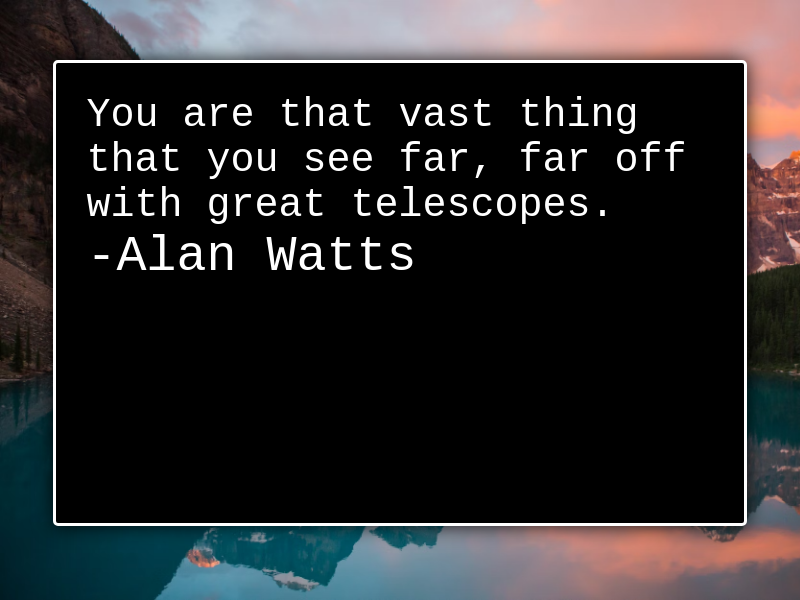 You are that vast thing
that you see far, far off
with great telescopes.
-Alan Watts